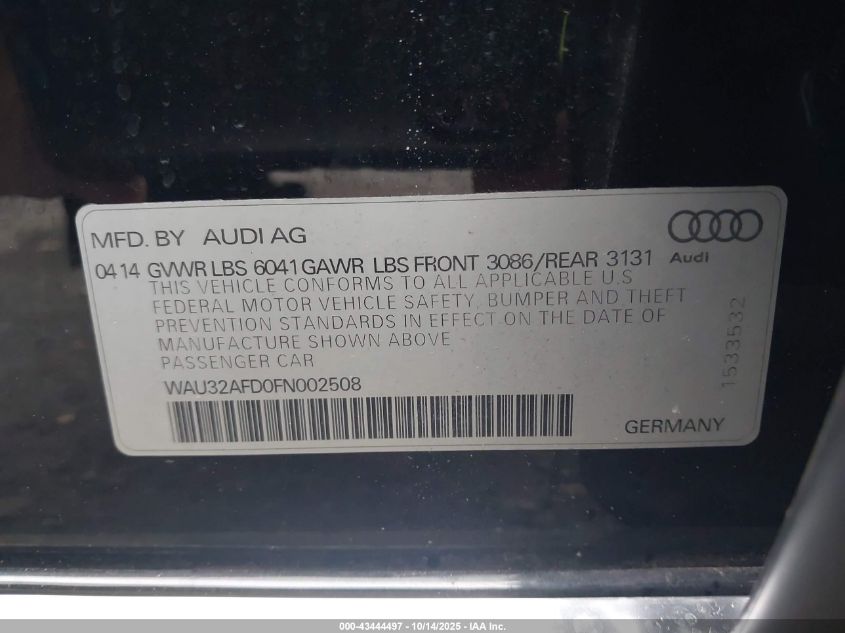 MFD. BY AUDI AG
Audi
04 14 GVWR LBS 6041 GAWR LBS FRONT 3086/REAR 3131
THIS VEHICLE CONFORMS TO ALL APPLICABLE U.S
FEDERAL MOTOR VEHICLE SAFETY, BUMPER AND THEFT
PREVENTION STANDARDS IN EFFECT ON THE DATE OF
MANUFACTURE SHOWN ABOVE
PASSENGER CAR
WAU32AFD0FN002508
GERMANY
1533532
000-43444497 - 10/14/2025 - IAA Inc.